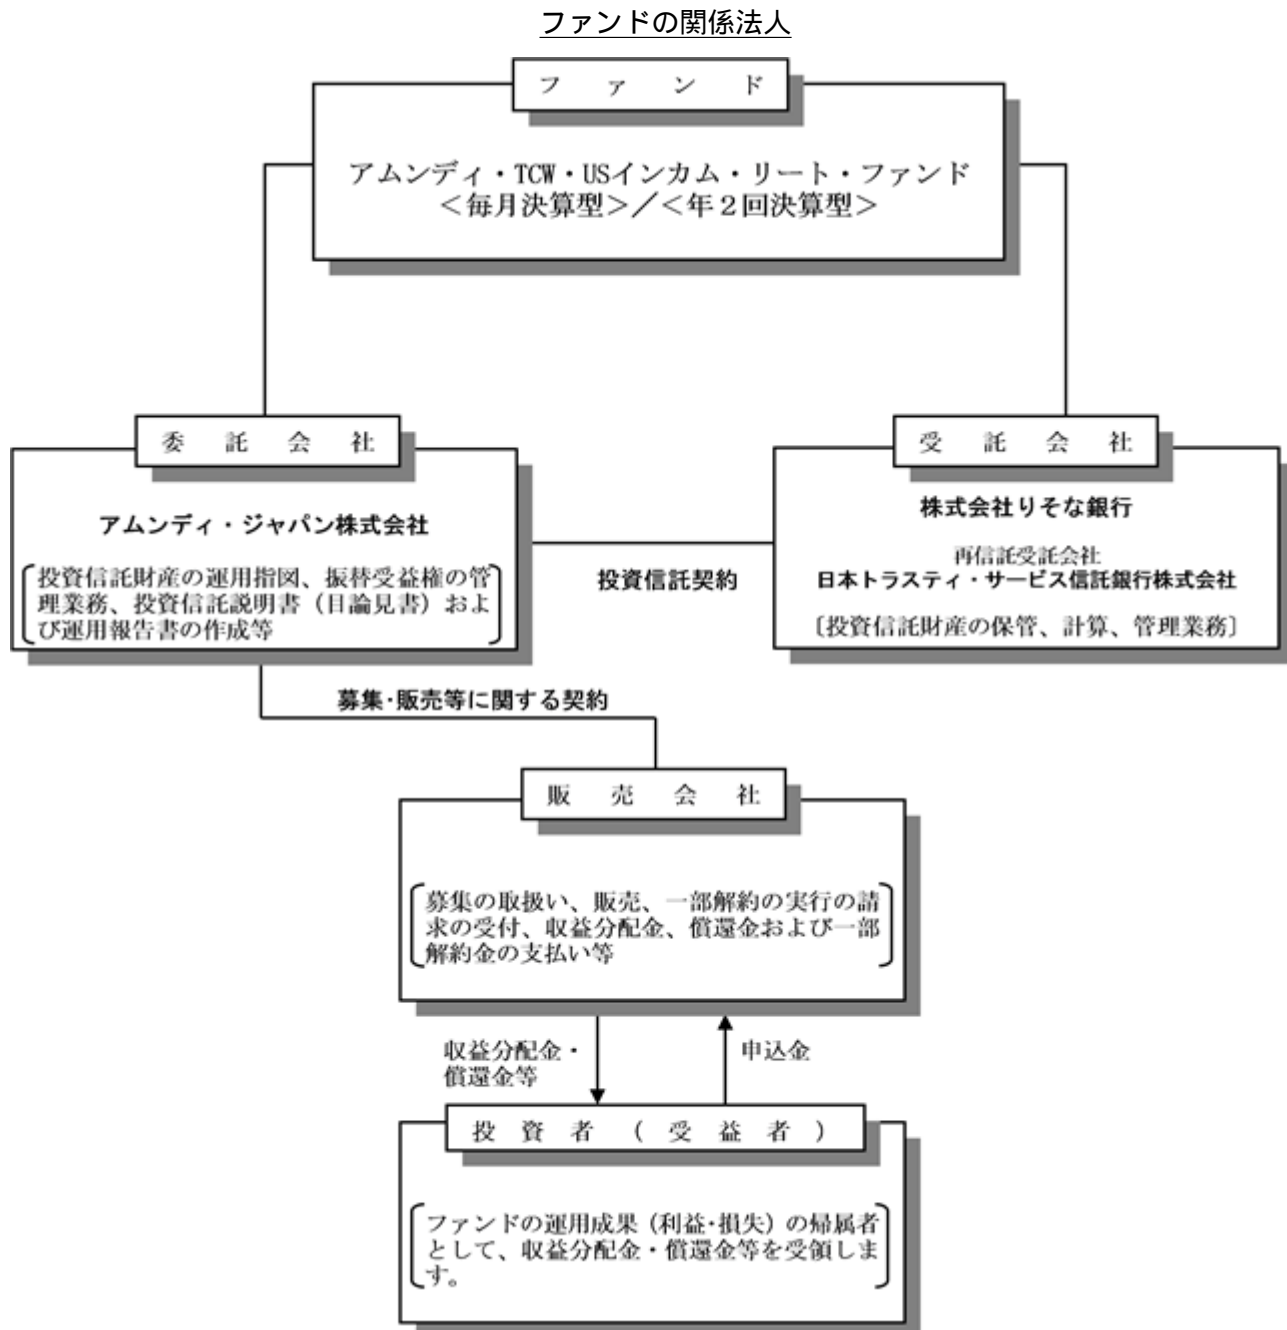 ファンドの関係法人
ファンド
アムンディ・TCW・USインカム・リート・ファンド
＜毎月決算型＞／＜年２回決算型＞
委託会社
アムンディ・ジャパン株式会社
投資信託財産の運用指図、振替受益権の管
理業務、投資信託説明書（目論見書）およ
び運用報告書の作成等
投資信託契約
受託会社
株式会社りそな銀行
再信託受託会社
日本トラスティ・サービス信託銀行株式会社
〔投資信託財産の保管、計算、管理業務〕
募集・販売等に関する契約
販売会社
募集の取扱い、販売、一部解約の実行の請
求の受付、収益分配金、償還金および一部
解約金の支払い等
収益分配金・
償還金等
申込金
投資者（受益者）
ファンドの運用成果（利益・損失）の帰属者
として、収益分配金・償還金等を受領しま
す。